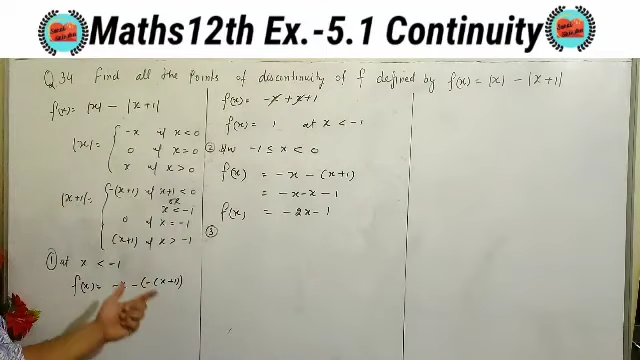 Maths12th Ex.-5.1 Continuity
Q 34 Find all the points of discontinuity of f defined by f(x) = |x| - |x+1|
f(x) = |x| - |x+1|
|x| = { -x if x<0
0 if x=0
x if x>0
|x+1| = { -(x+1) if x+1<0
OR
x<-1
0 if x=-1
(x+1) if x>-1
① at x < -1
f(x) = -x - (-(x+1))
f(x) = -x + x + 1
f(x) = 1 at x < -1
② -1 ≤ x < 0
f(x) = -x - (x+1)
= -x - x - 1
f(x) = -2x - 1
③